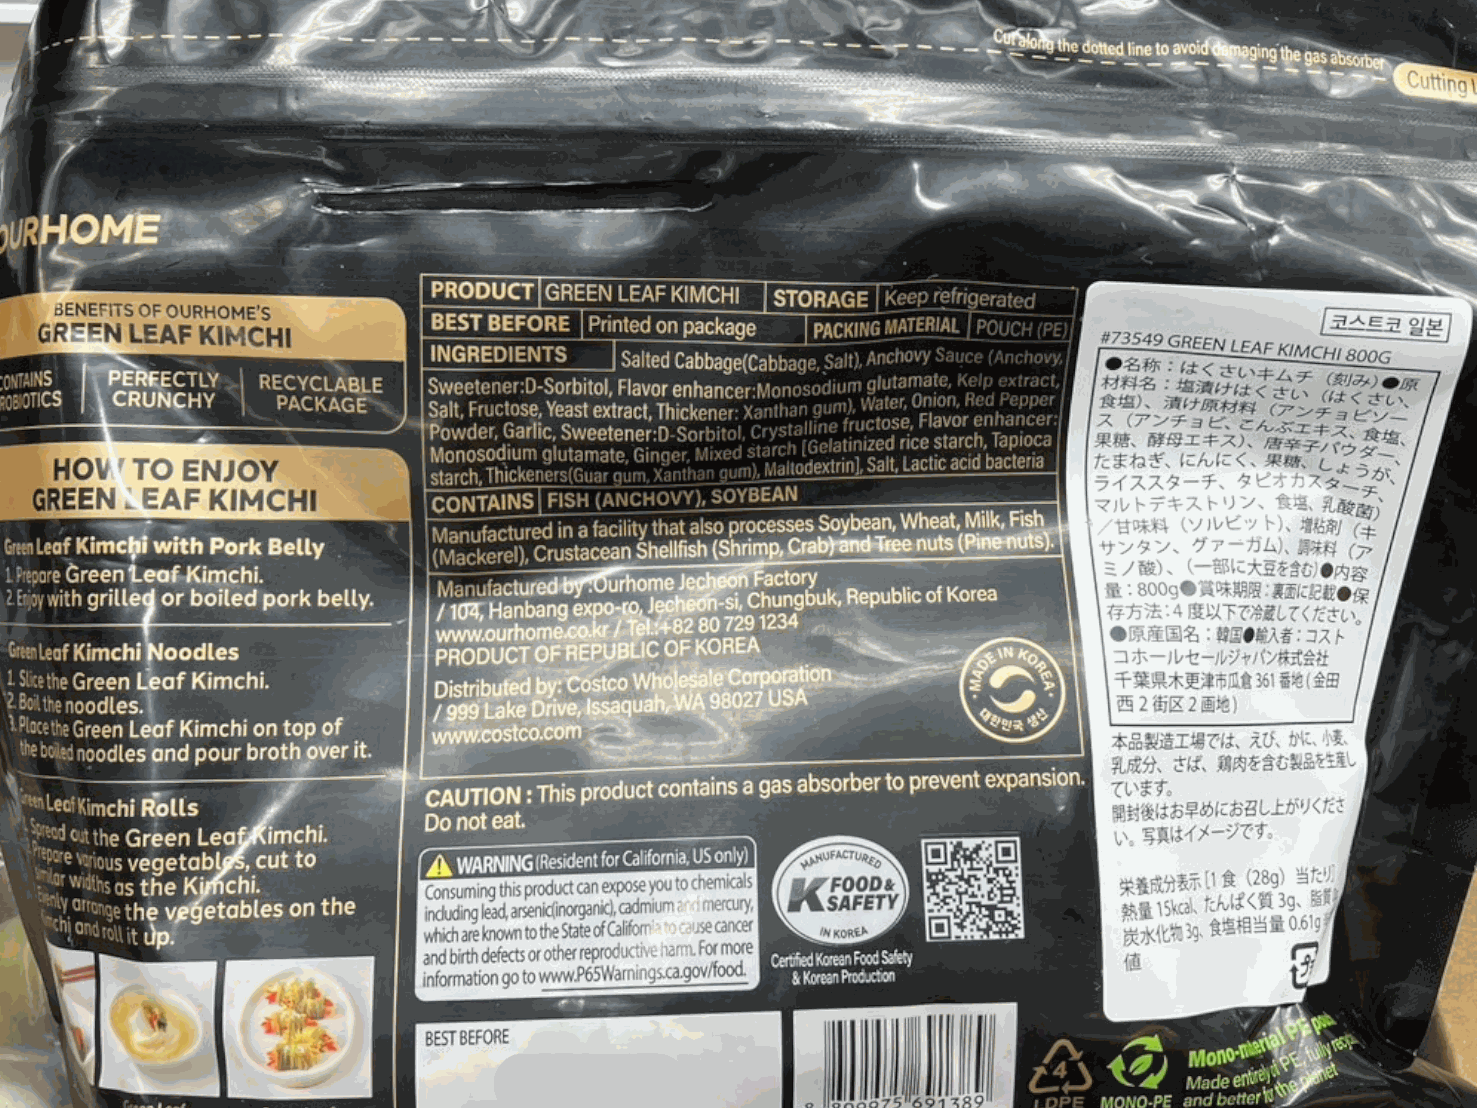 Cut along the dotted line to avoid damaging the gas absorber
Cutting
OURHOME
BENEFITS OF OURHOME'S
GREEN LEAF KIMCHI
CONTAINS
PROBIOTICS
PERFECTLY
CRUNCHY
RECYCLABLE
PACKAGE
HOW TO ENJOY
GREEN LEAF KIMCHI
Green Leaf Kimchi with Pork Belly
1. Prepare Green Leaf Kimchi.
2. Enjoy with grilled or boiled pork belly.
Green Leaf Kimchi Noodles
1. Slice the Green Leaf Kimchi.
2. Boil the noodles.
3. Place the Green Leaf Kimchi on top of
the boiled noodles and pour broth over it.
Green Leaf Kimchi Rolls
Spread out the Green Leaf Kimchi.
Prepare various vegetables, cut to
similar widths as the Kimchi.
Evenly arrange the vegetables on the
Kimchi and roll it up.
PRODUCT GREEN LEAF KIMCHI STORAGE Keep refrigerated
BEST BEFORE Printed on package PACKING MATERIAL POUCH (PE)
INGREDIENTS Salted Cabbage(Cabbage, Salt), Anchovy Sauce (Anchovy,
Sweetener:D-Sorbitol, Flavor enhancer:Monosodium glutamate, Kelp extract,
Salt, Fructose, Yeast extract, Thickener: Xanthan gum), Water, Onion, Red Pepper
Powder, Garlic, Sweetener:D-Sorbitol, Crystalline fructose, Flavor enhancer:
Monosodium glutamate, Ginger, Mixed starch [Gelatinized rice starch, Tapioca
starch, Thickeners(Guar gum, Xanthan gum), Maltodextrin], Salt, Lactic acid bacteria
CONTAINS FISH (ANCHOVY), SOYBEAN
Manufactured in a facility that also processes Soybean, Wheat, Milk, Fish
(Mackerel), Crustacean Shellfish (Shrimp, Crab) and Tree nuts (Pine nuts).
Manufactured by :Ourhome Jecheon Factory
/ 104, Hanbang expo-ro, Jecheon-si, Chungbuk, Republic of Korea
www.ourhome.co.kr / Tel.:+82 80 729 1234
PRODUCT OF REPUBLIC OF KOREA
Distributed by: Costco Wholesale Corporation
/ 999 Lake Drive, Issaquah, WA 98027 USA
www.costco.com
MADE IN KOREA
대한민국 생산
CAUTION : This product contains a gas absorber to prevent expansion.
Do not eat.
WARNING (Resident for California, US only)
Consuming this product can expose you to chemicals
including lead, arsenic(inorganic), cadmium and mercury,
which are known to the State of California to cause cancer
and birth defects or other reproductive harm. For more
information go to www.P65Warnings.ca.gov/food.
MANUFACTURED
K FOOD &
SAFETY
IN KOREA
Certified Korean Food Safety
& Korean Production
BEST BEFORE
8 809975 691389
코스트코 일본
#73549 GREEN LEAF KIMCHI 800G
●名称：はくさいキムチ（刻み）●原
材料名：塩漬けはくさい（はくさい、
食塩）、漬け原材料（アンチョビソー
ス（アンチョビ、こんぶエキス、食塩、
果糖、酵母エキス）、唐辛子パウダー、
たまねぎ、にんにく、果糖、しょうが、
ライススターチ、タピオカスターチ、
マルトデキストリン、食塩、乳酸菌）
／甘味料（ソルビット）、増粘剤（キ
サンタン、グァーガム）、調味料（ア
ミノ酸）、（一部に大豆を含む）●内容
量：800g●賞味期限：裏面に記載●保
存方法：4 度以下で冷蔵してください。
●原産国名：韓国●輸入者：コスト
コホールセールジャパン株式会社
千葉県木更津市瓜倉 361 番地（金田
西 2 街区 2 画地）
本品製造工場では、えび、かに、小麦、
乳成分、さば、鶏肉を含む製品を生産し
ています。
開封後はお早めにお召し上がりくださ
い。写真はイメージです。
栄養成分表示 [1 食（28g）当たり]
熱量 15kcal、たんぱく質 3g、脂質
炭水化物 3g、食塩相当量 0.61g
値
4
LDPE
MONO-PE
Mono-material PE pouch
Made entirely of PE, fully
and better for the planet